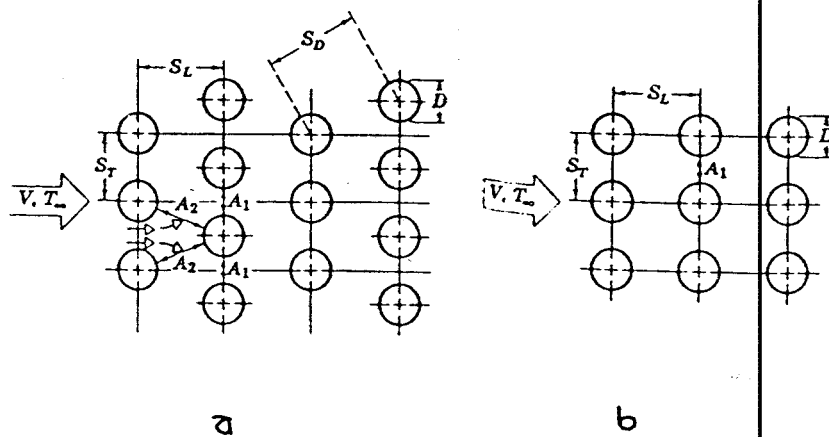 S_D
S_L
D
S_T
A_1
V, T_∞
A_2
A_2
A_1
a
S_L
D
S_T
A_1
V, T_∞
b